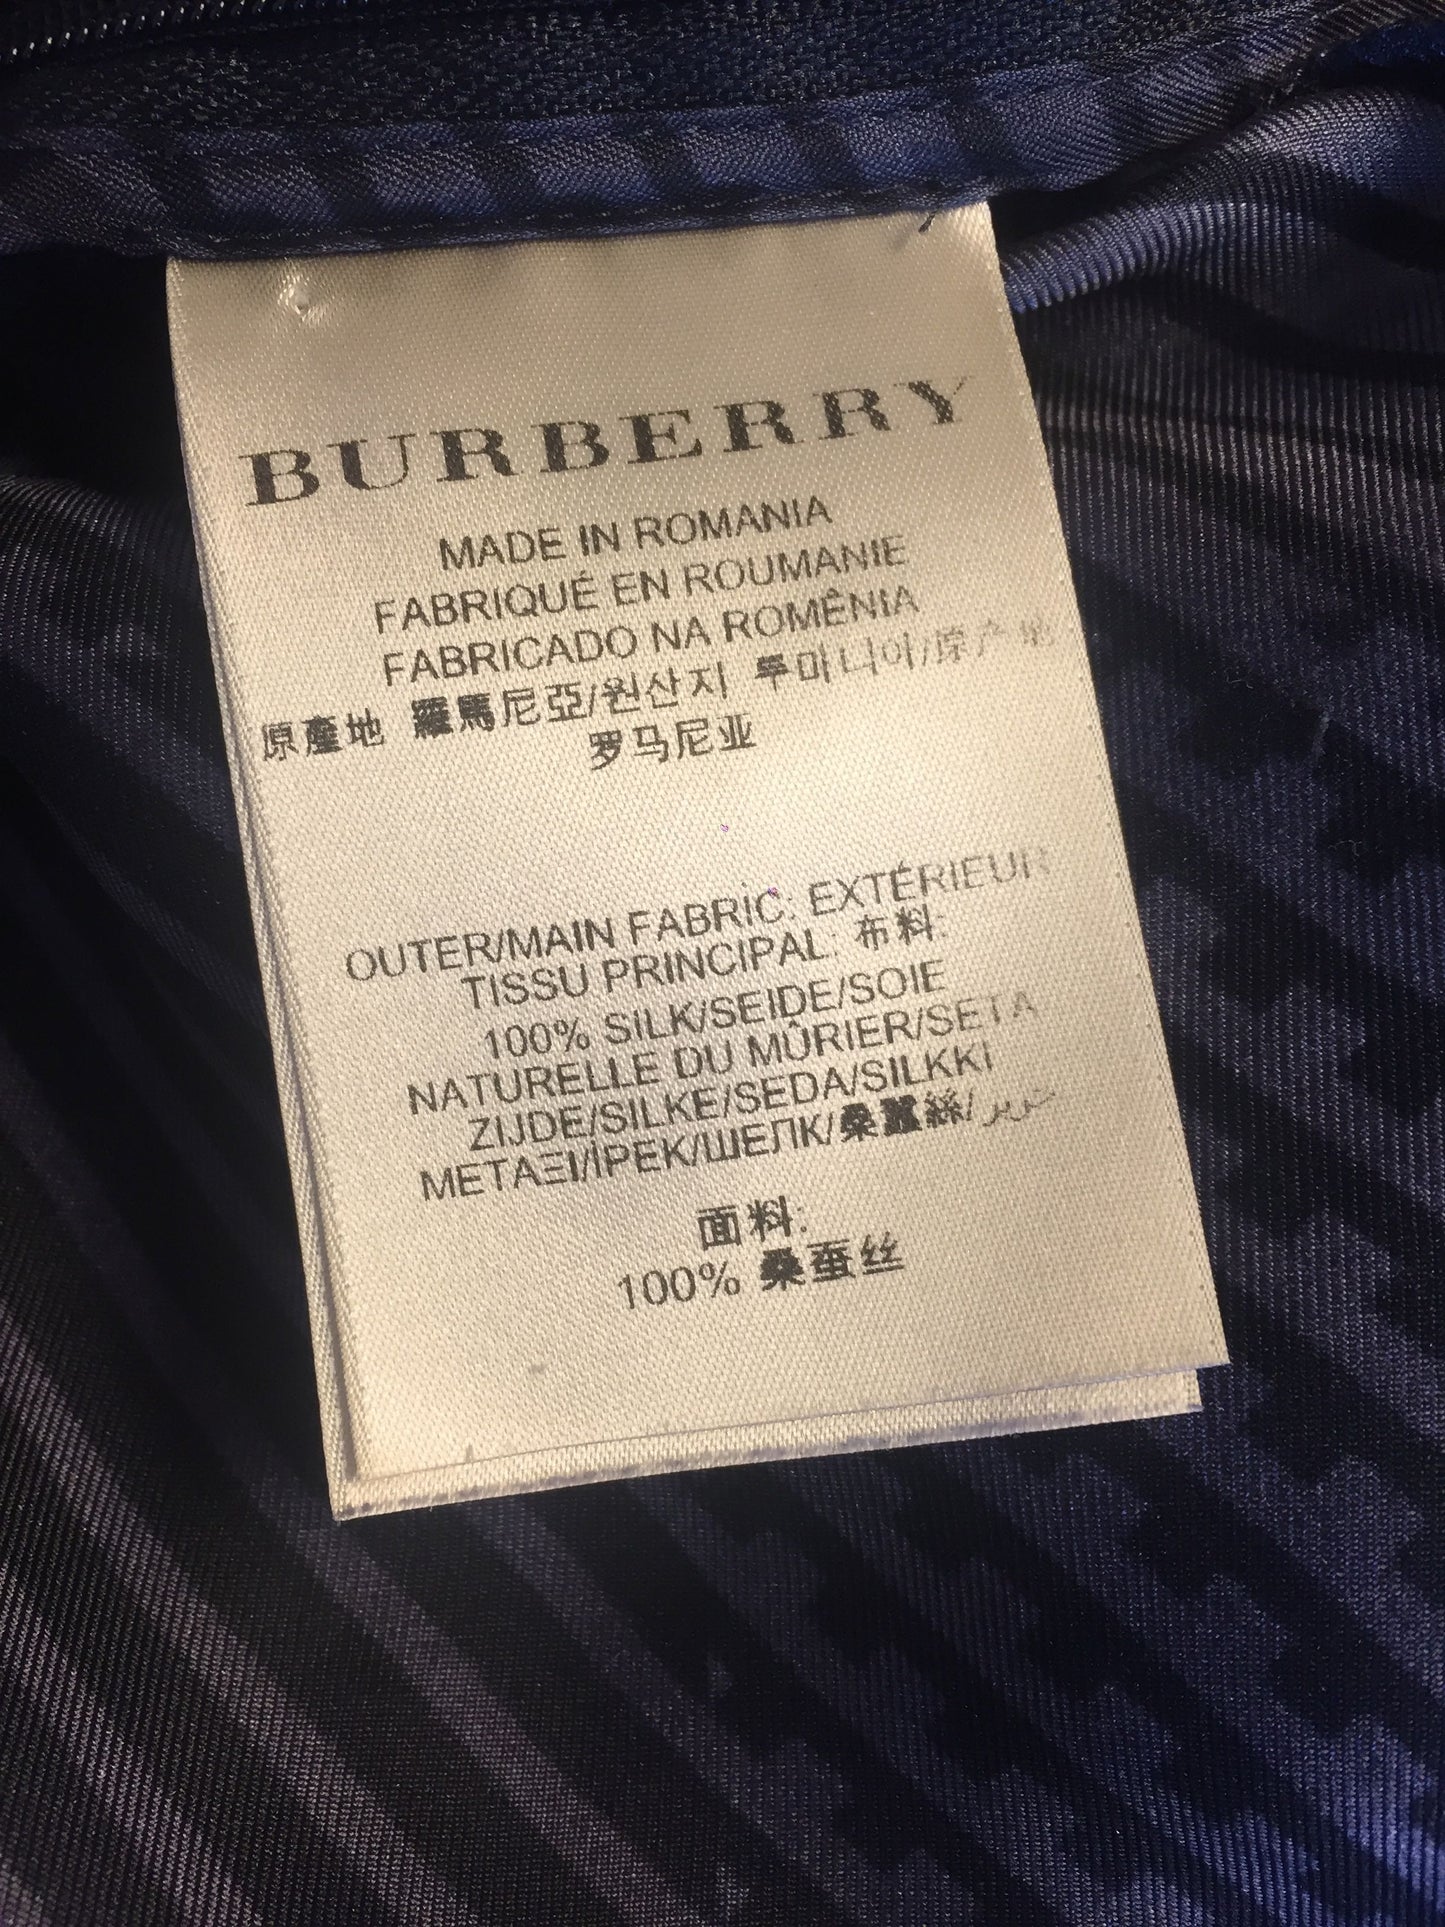 BURBERRY
MADE IN ROMANIA
FABRIQUÉ EN ROUMANIE
FABRICADO NA ROMÊNIA
原產地 羅馬尼亞/원산지 루마니아/原产地
罗马尼亚
OUTER/MAIN FABRIC: EXTÉRIEUR
TISSU PRINCIPAL: 布料:
100% SILK/SEIDE/SOIE
NATURELLE DU MÛRIER/SETA
ZIJDE/SILKE/SEDA/SILKKI
ΜΕΤΑΞΙ/İPEK/ШЕЛК/桑蠶絲/حرير
面料:
100% 桑蚕丝